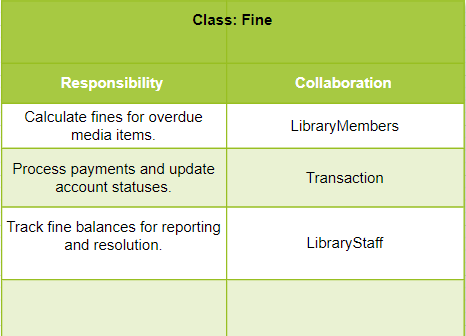 Class: Fine
Responsibility
Collaboration
Calculate fines for overdue
media items.
LibraryMembers
Process payments and update
account statuses.
Transaction
Track fine balances for reporting
and resolution.
LibraryStaff